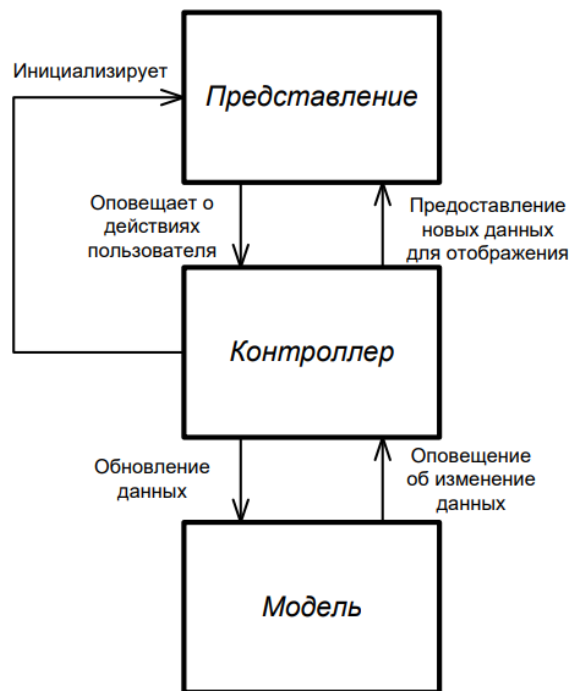 Инициализирует
Представление
Оповещает о
действиях
пользователя
Предоставление
новых данных
для отображения
Контроллер
Обновление
данных
Оповещение
об изменение
данных
Модель